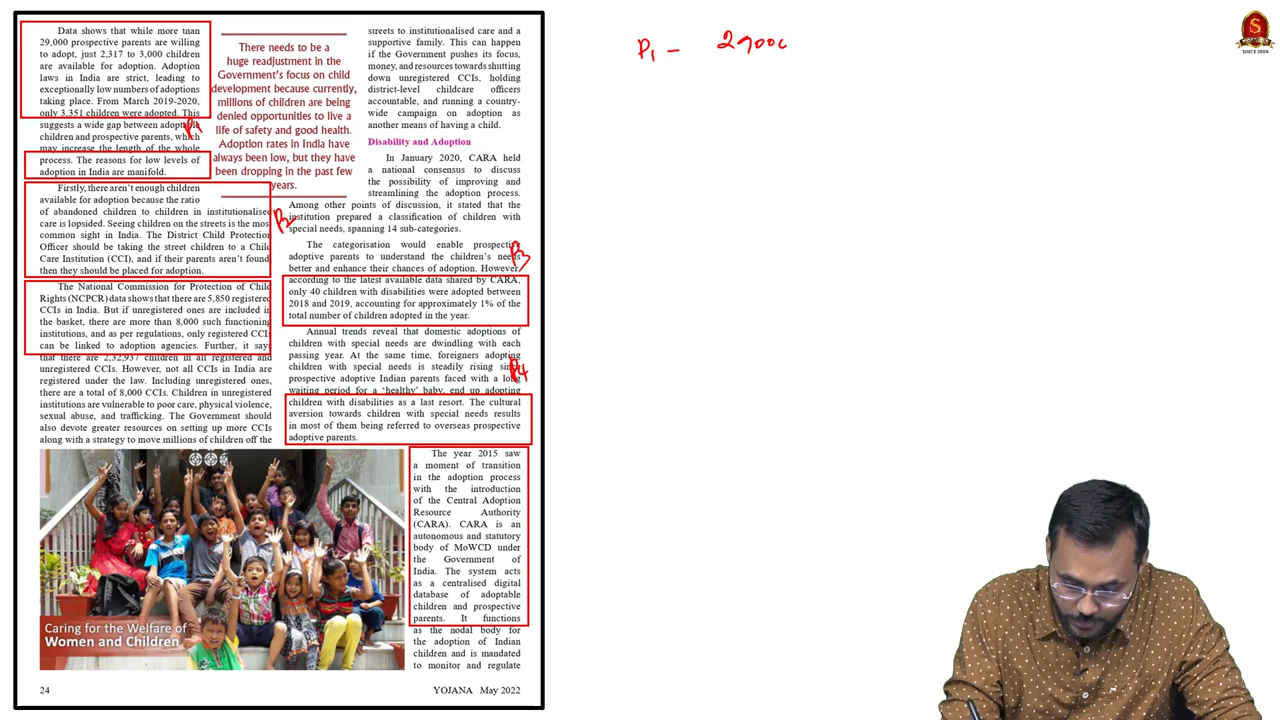 Data shows that while more than
29,000 prospective parents are willing
to adopt, just 2,317 to 3,000 children
are available for adoption. Adoption
laws in India are strict, leading to
exceptionally low numbers of adoptions
taking place. From March 2019-2020,
only 3,351 children were adopted. This
suggests a wide gap between adoptable
children and prospective parents, which
may increase the length of the whole
process. The reasons for low levels of
adoption in India are manifold.
P1
Firstly, there aren't enough children
available for adoption because the ratio
of abandoned children to children in institutionalised
care is lopsided. Seeing children on the streets is the most
common sight in India. The District Child Protection
Officer should be taking the street children to a Child
Care Institution (CCI), and if their parents aren't found,
then they should be placed for adoption.
P2
The National Commission for Protection of Child
Rights (NCPCR) data shows that there are 5,850 registered
CCIs in India. But if unregistered ones are included in
the basket, there are more than 8,000 such functioning
institutions, and as per regulations, only registered CCIs
can be linked to adoption agencies. Further, it says
that there are 2,32,937 children in all registered and
unregistered CCIs. However, not all CCIs in India are
registered under the law. Including unregistered ones,
there are a total of 8,000 CCIs. Children in unregistered
institutions are vulnerable to poor care, physical violence,
sexual abuse, and trafficking. The Government should
also devote greater resources on setting up more CCIs
along with a strategy to move millions of children off the
There needs to be a
huge readjustment in the
Government's focus on child
development because currently,
millions of children are being
denied opportunities to live a
life of safety and good health.
Adoption rates in India have
always been low, but they have
been dropping in the past few
years.
streets to institutionalised care and a
supportive family. This can happen
if the Government pushes its focus,
money, and resources towards shutting
down unregistered CCIs, holding
district-level childcare officers
accountable, and running a country-
wide campaign on adoption as
another means of having a child.
Disability and Adoption
In January 2020, CARA held
a national consensus to discuss
the possibility of improving and
streamlining the adoption process.
Among other points of discussion, it stated that the
institution prepared a classification of children with
special needs, spanning 14 sub-categories.
The categorisation would enable prospective
adoptive parents to understand the children's needs
better and enhance their chances of adoption. However,
according to the latest available data shared by CARA,
only 40 children with disabilities were adopted between
2018 and 2019, accounting for approximately 1% of the
total number of children adopted in the year.
P3
Annual trends reveal that domestic adoptions of
children with special needs are dwindling with each
passing year. At the same time, foreigners adopting
children with special needs is steadily rising since
prospective adoptive Indian parents faced with a long
waiting period for a 'healthy' baby, end up adopting
children with disabilities as a last resort. The cultural
aversion towards children with special needs results
in most of them being referred to overseas prospective
adoptive parents.
P4
The year 2015 saw
a moment of transition
in the adoption process
with the introduction
of the Central Adoption
Resource Authority
(CARA). CARA is an
autonomous and statutory
body of MoWCD under
the Government of
India. The system acts
as a centralised digital
database of adoptable
children and prospective
parents. It functions
as the nodal body for
the adoption of Indian
children and is mandated
to monitor and regulate
Caring for the Welfare of
Women and Children
24
YOJANA May 2022
P1 – 29000
S
SINCE 2004